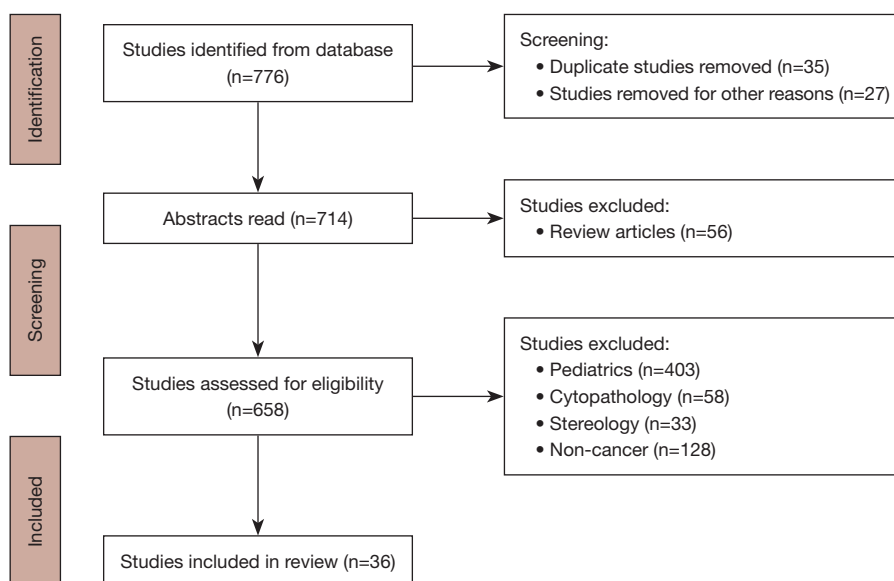 Identification
Studies identified from database
(n=776)
Screening:
• Duplicate studies removed (n=35)
• Studies removed for other reasons (n=27)
Screening
Abstracts read (n=714)
Studies excluded:
• Review articles (n=56)
Studies assessed for eligibility
(n=658)
Studies excluded:
• Pediatrics (n=403)
• Cytopathology (n=58)
• Stereology (n=33)
• Non-cancer (n=128)
Included
Studies included in review (n=36)